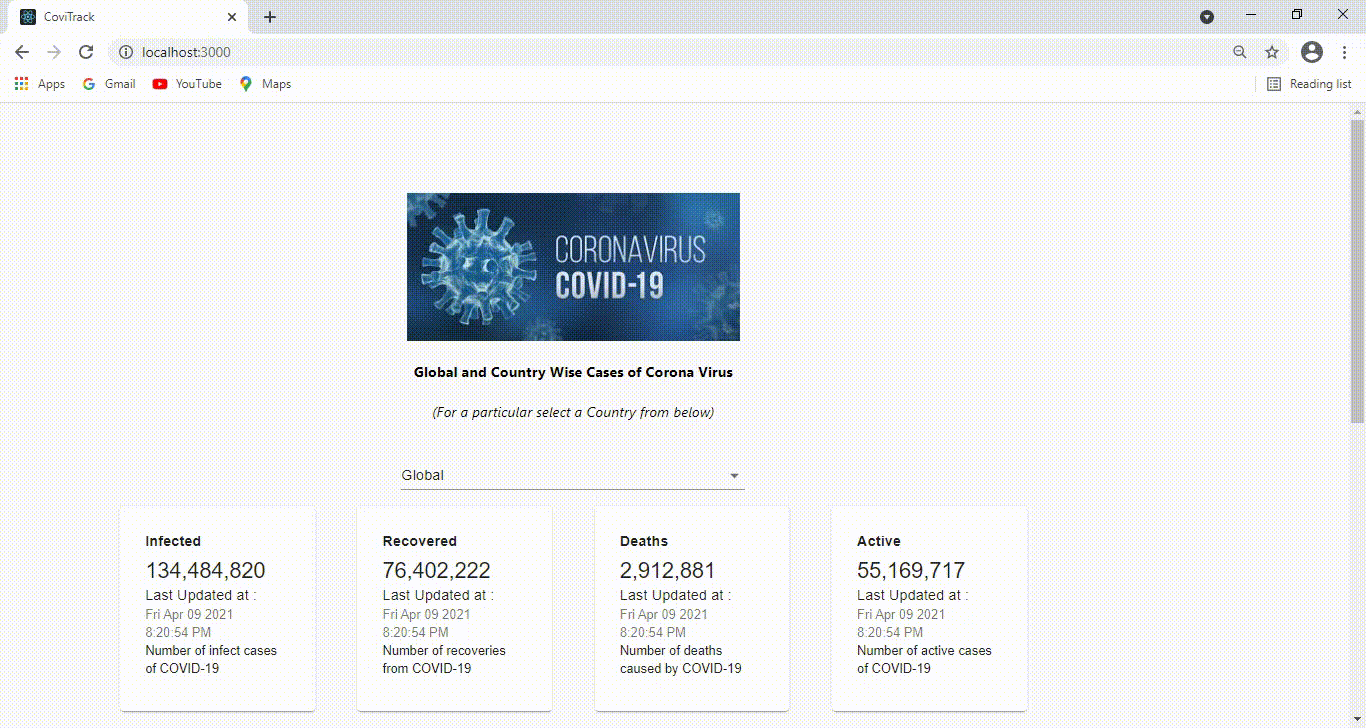 CoviTrack
localhost:3000
Apps Gmail YouTube Maps Reading list
CORONAVIRUS
COVID-19
Global and Country Wise Cases of Corona Virus
(For a particular select a Country from below)
Global
Infected
134,484,820
Last Updated at :
Fri Apr 09 2021
8:20:54 PM
Number of infect cases
of COVID-19
Recovered
76,402,222
Last Updated at :
Fri Apr 09 2021
8:20:54 PM
Number of recoveries
from COVID-19
Deaths
2,912,881
Last Updated at :
Fri Apr 09 2021
8:20:54 PM
Number of deaths
caused by COVID-19
Active
55,169,717
Last Updated at :
Fri Apr 09 2021
8:20:54 PM
Number of active cases
of COVID-19